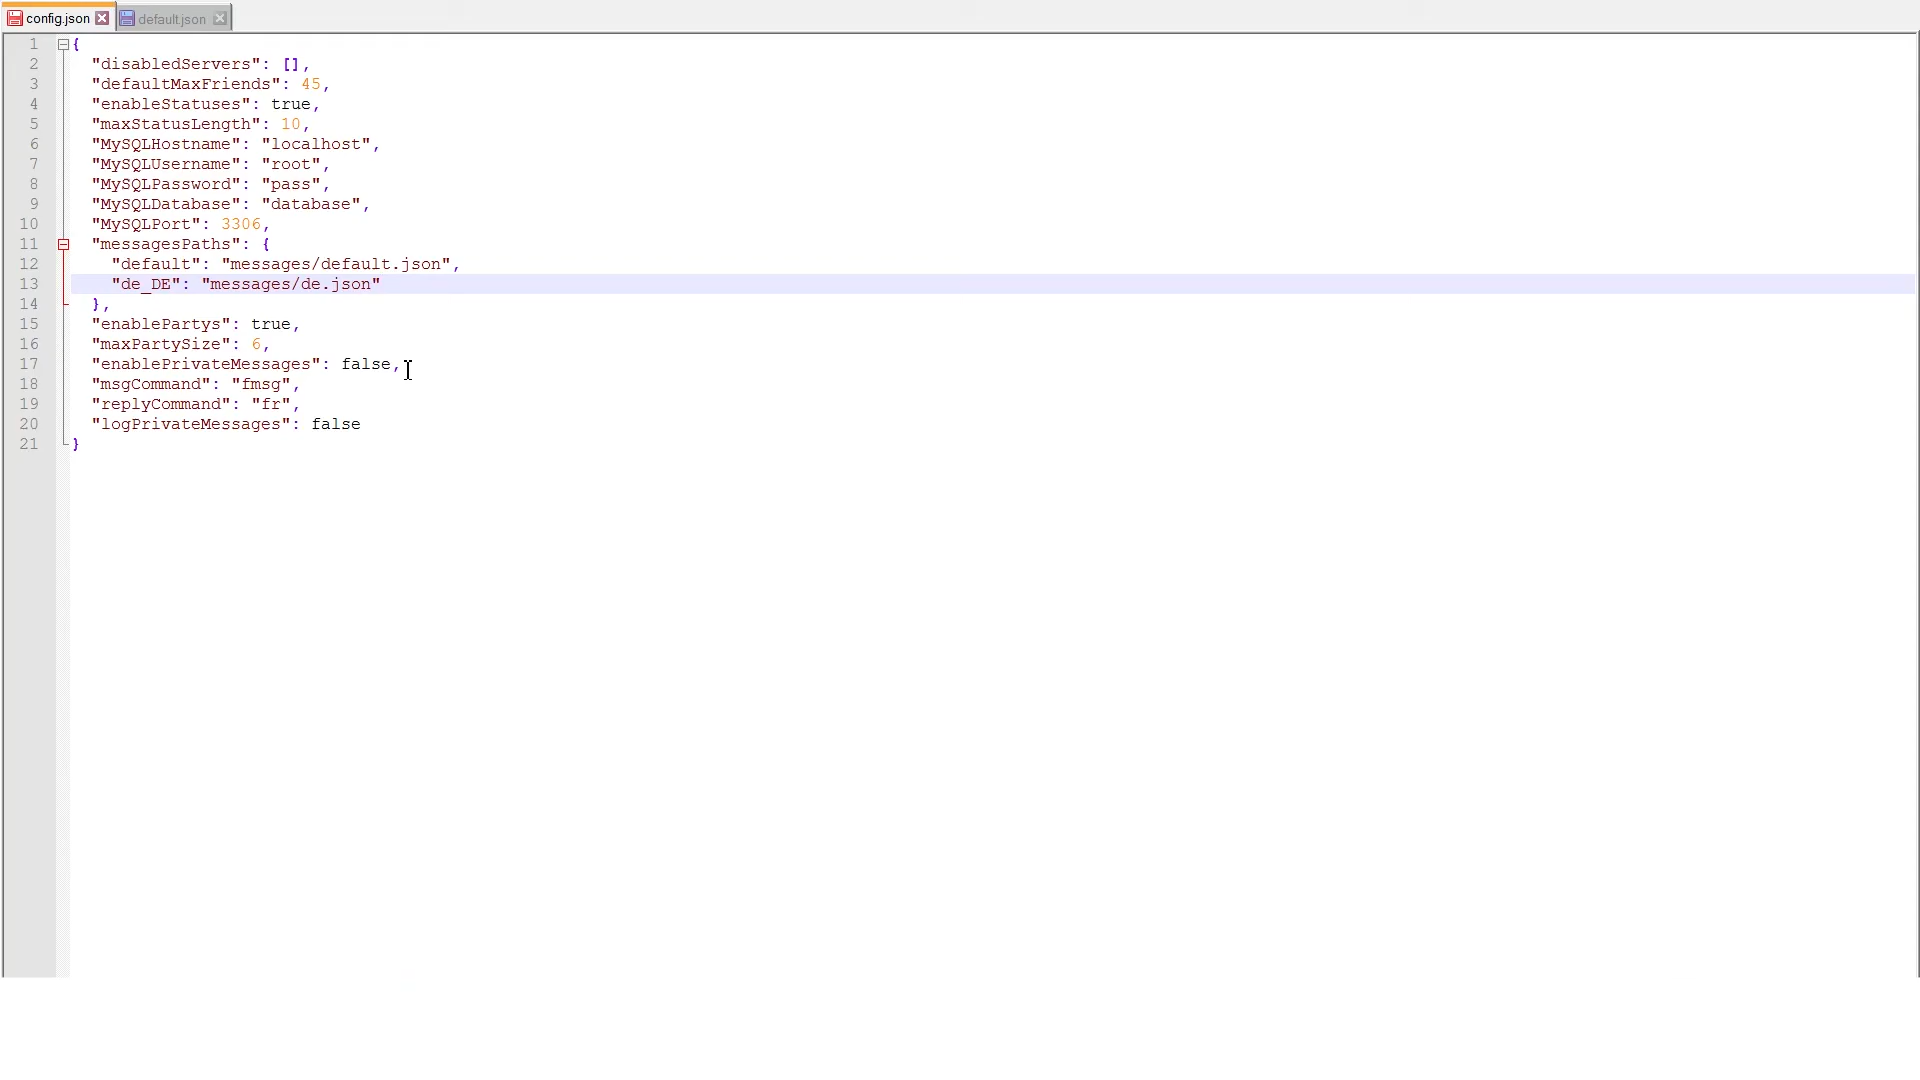 config.json default.json
1 {
2 "disabledServers": [],
3 "defaultMaxFriends": 45,
4 "enableStatuses": true,
5 "maxStatusLength": 10,
6 "MySQLHostname": "localhost",
7 "MySQLUsername": "root",
8 "MySQLPassword": "pass",
9 "MySQLDatabase": "database",
10 "MySQLPort": 3306,
11 "messagesPaths": {
12 "default": "messages/default.json",
13 "de_DE": "messages/de.json"
14 },
15 "enablePartys": true,
16 "maxPartySize": 6,
17 "enablePrivateMessages": false,
18 "msgCommand": "fmsg",
19 "replyCommand": "fr",
20 "logPrivateMessages": false
21 }